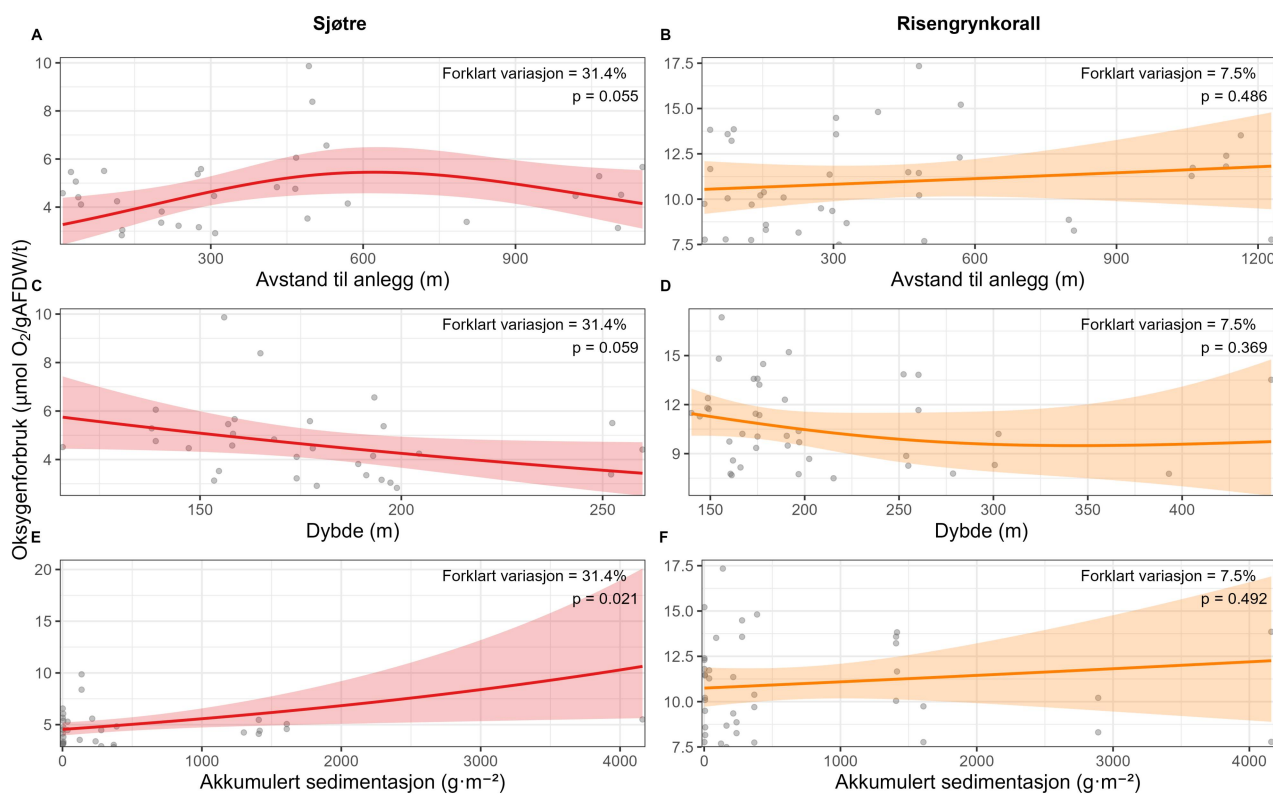 Sjøtre
Risengrynkorall
Oksygenforbruk (µmol O₂/gAFDW/t)
A
Forklart variasjon = 31.4%
p = 0.055
10
8
6
4
300
600
900
Avstand til anlegg (m)
B
Forklart variasjon = 7.5%
p = 0.486
17.5
15.0
12.5
10.0
7.5
300
600
900
1200
Avstand til anlegg (m)
C
Forklart variasjon = 31.4%
p = 0.059
10
8
6
4
150
200
250
Dybde (m)
D
Forklart variasjon = 7.5%
p = 0.369
15
12
9
150
200
250
300
350
400
Dybde (m)
E
Forklart variasjon = 31.4%
p = 0.021
20
15
10
5
0
1000
2000
3000
4000
Akkumulert sedimentasjon (g·m⁻²)
F
Forklart variasjon = 7.5%
p = 0.492
17.5
15.0
12.5
10.0
7.5
0
1000
2000
3000
4000
Akkumulert sedimentasjon (g·m⁻²)